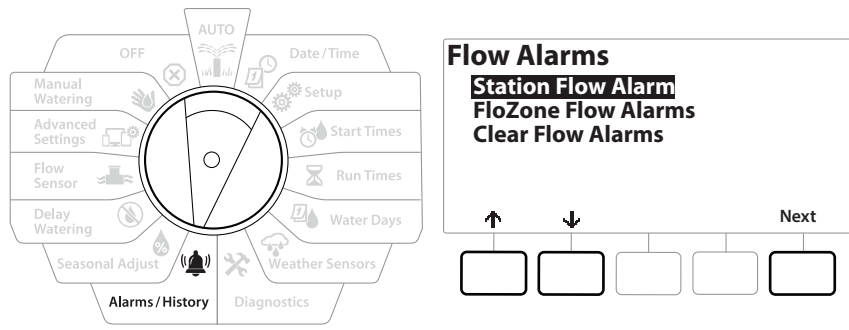 AUTO
Date/Time
Setup
Start Times
Run Times
Water Days
Weather Sensors
Diagnostics
Alarms/History
Seasonal Adjust
Delay
Watering
Flow
Sensor
Advanced
Settings
Manual
Watering
OFF
1
1
%
Flow Alarms
Station Flow Alarm
FloZone Flow Alarms
Clear Flow Alarms
Next